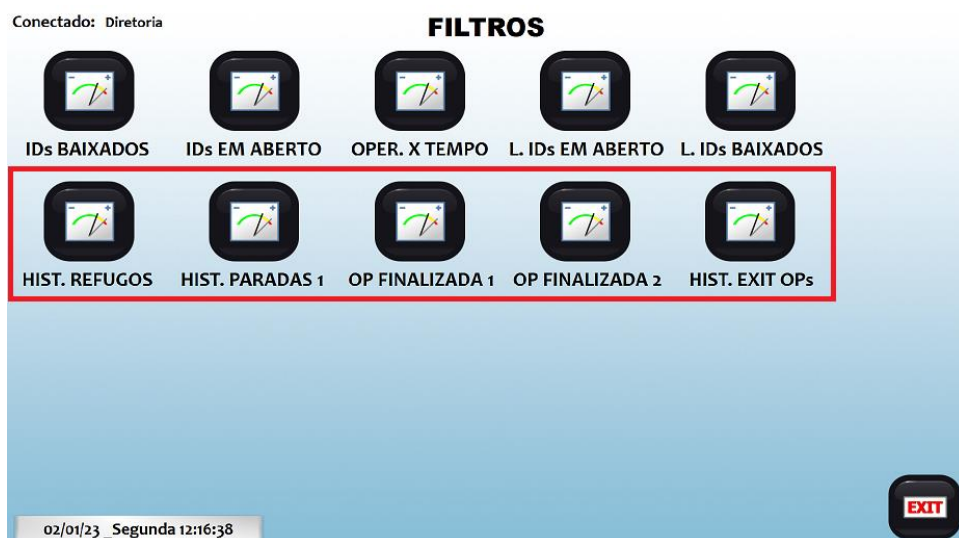 Conectado: Diretoria
FILTROS
IDs BAIXADOS IDs EM ABERTO OPER. X TEMPO L. IDs EM ABERTO L. IDs BAIXADOS
HIST. REFUGOS HIST. PARADAS 1 OP FINALIZADA 1 OP FINALIZADA 2 HIST. EXIT OPs
EXIT
02/01/23 _Segunda 12:16:38